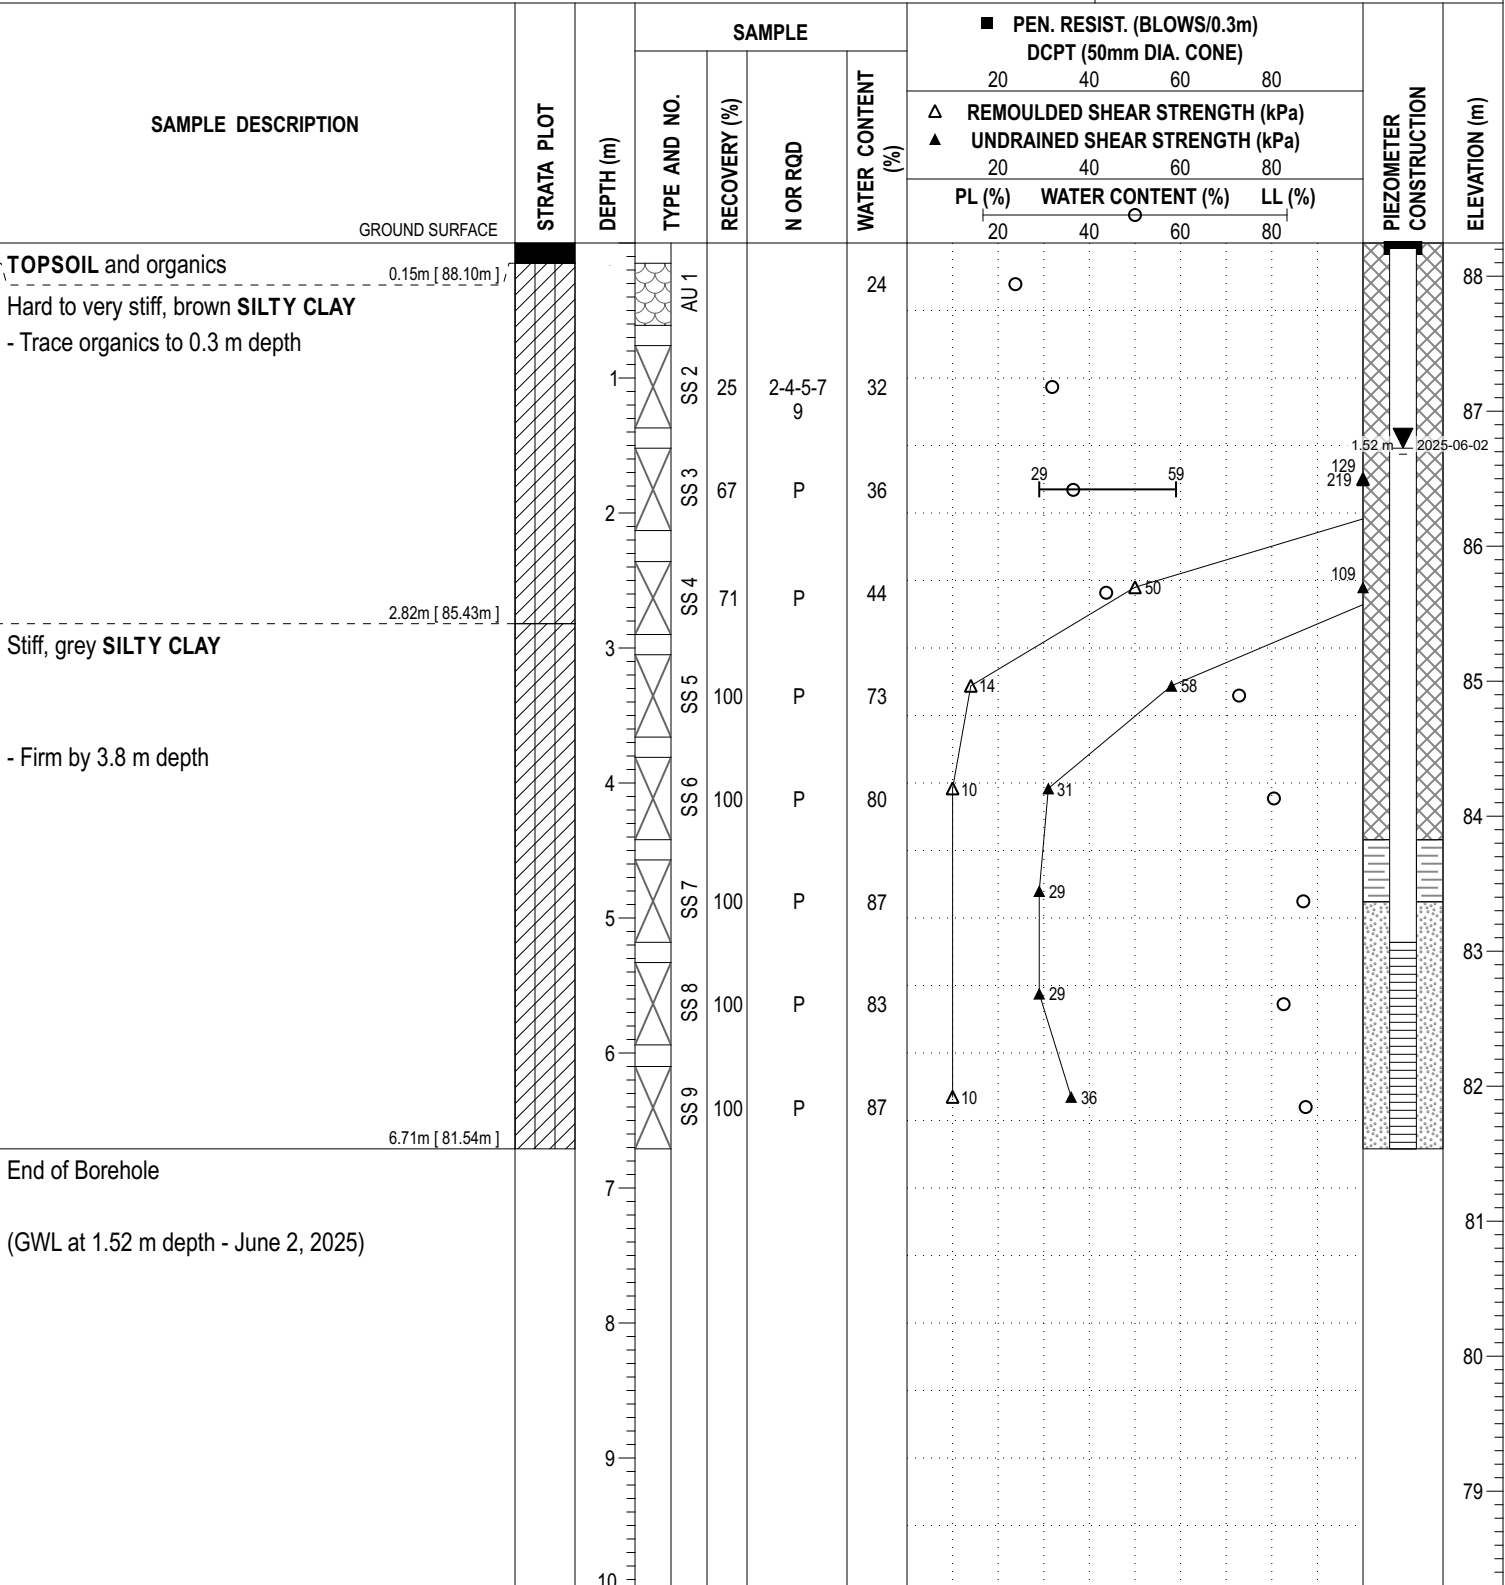 SAMPLE DESCRIPTION
GROUND SURFACE
STRATA PLOT
DEPTH (m)
SAMPLE
TYPE AND NO.
RECOVERY (%)
N OR RQD
WATER CONTENT
(%)
■ PEN. RESIST. (BLOWS/0.3m)
DCPT (50mm DIA. CONE)
20 40 60 80
△ REMOULDED SHEAR STRENGTH (kPa)
▲ UNDRAINED SHEAR STRENGTH (kPa)
20 40 60 80
PL (%) WATER CONTENT (%) LL (%)
20 40 60 80
PIEZOMETER
CONSTRUCTION
ELEVATION (m)
TOPSOIL and organics
0.15m [ 88.10m ]
Hard to very stiff, brown SILTY CLAY
- Trace organics to 0.3 m depth
2.82m [ 85.43m ]
Stiff, grey SILTY CLAY
- Firm by 3.8 m depth
6.71m [ 81.54m ]
End of Borehole
(GWL at 1.52 m depth - June 2, 2025)
1
2
3
4
5
6
7
8
9
10
AU 1 24
SS 2 25 2-4-5-7 32
9
SS 3 67 P 36
SS 4 71 P 44
SS 5 100 P 73
SS 6 100 P 80
SS 7 100 P 87
SS 8 100 P 83
SS 9 100 P 87
29 59
129
219
50
109
14 58
10 31
29
29
10 36
1.52 m 2025-06-02
88
87
86
85
84
83
82
81
80
79